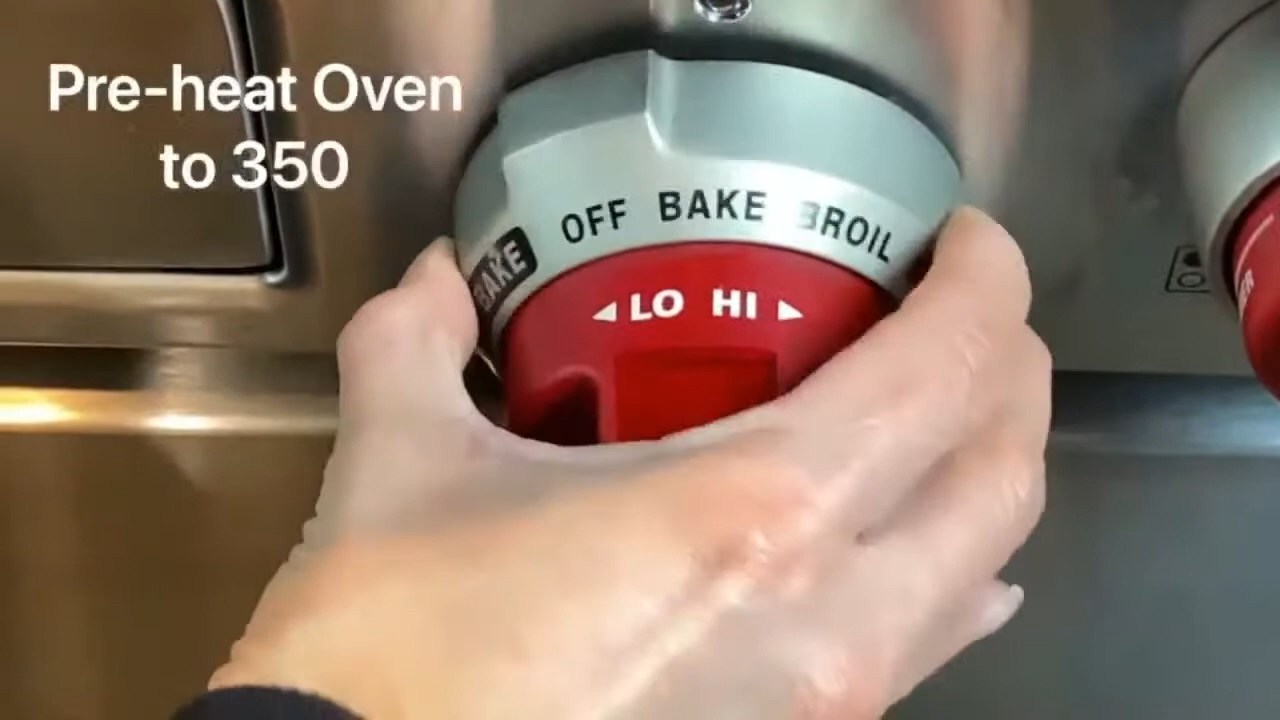 Pre-heat Oven
to 350
OFF BAKE BROIL
BAKE
◀ LO HI ▶